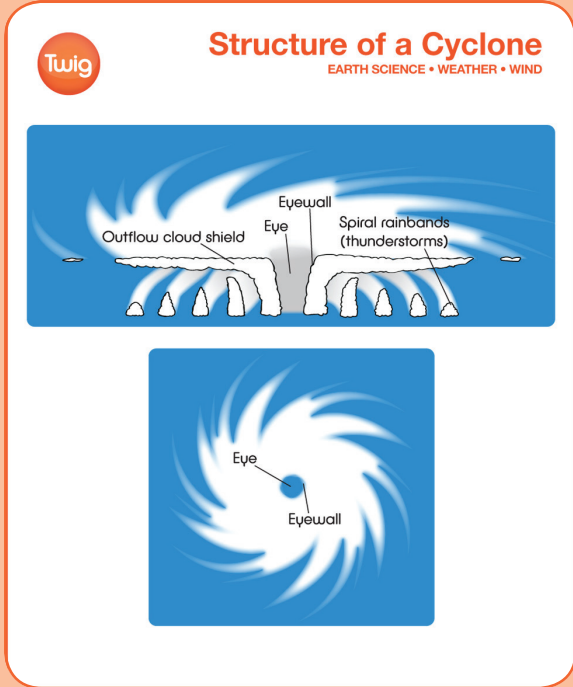 Twig
Structure of a Cyclone
EARTH SCIENCE • WEATHER • WIND
Eyewall
Eye
Outflow cloud shield
Spiral rainbands
(thunderstorms)
Eye
Eyewall